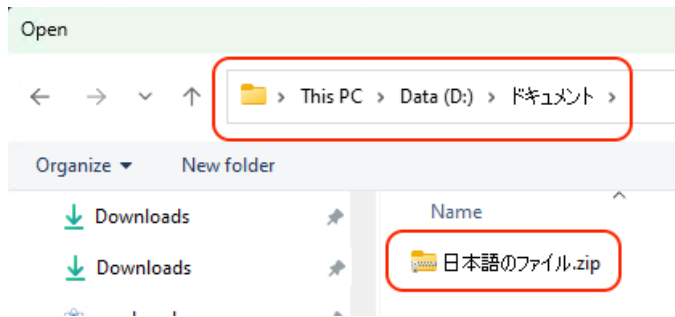 Open
This PC > Data (D:) > ドキュメント >
Organize New folder
Downloads
Name
日本語のファイル.zip
Downloads